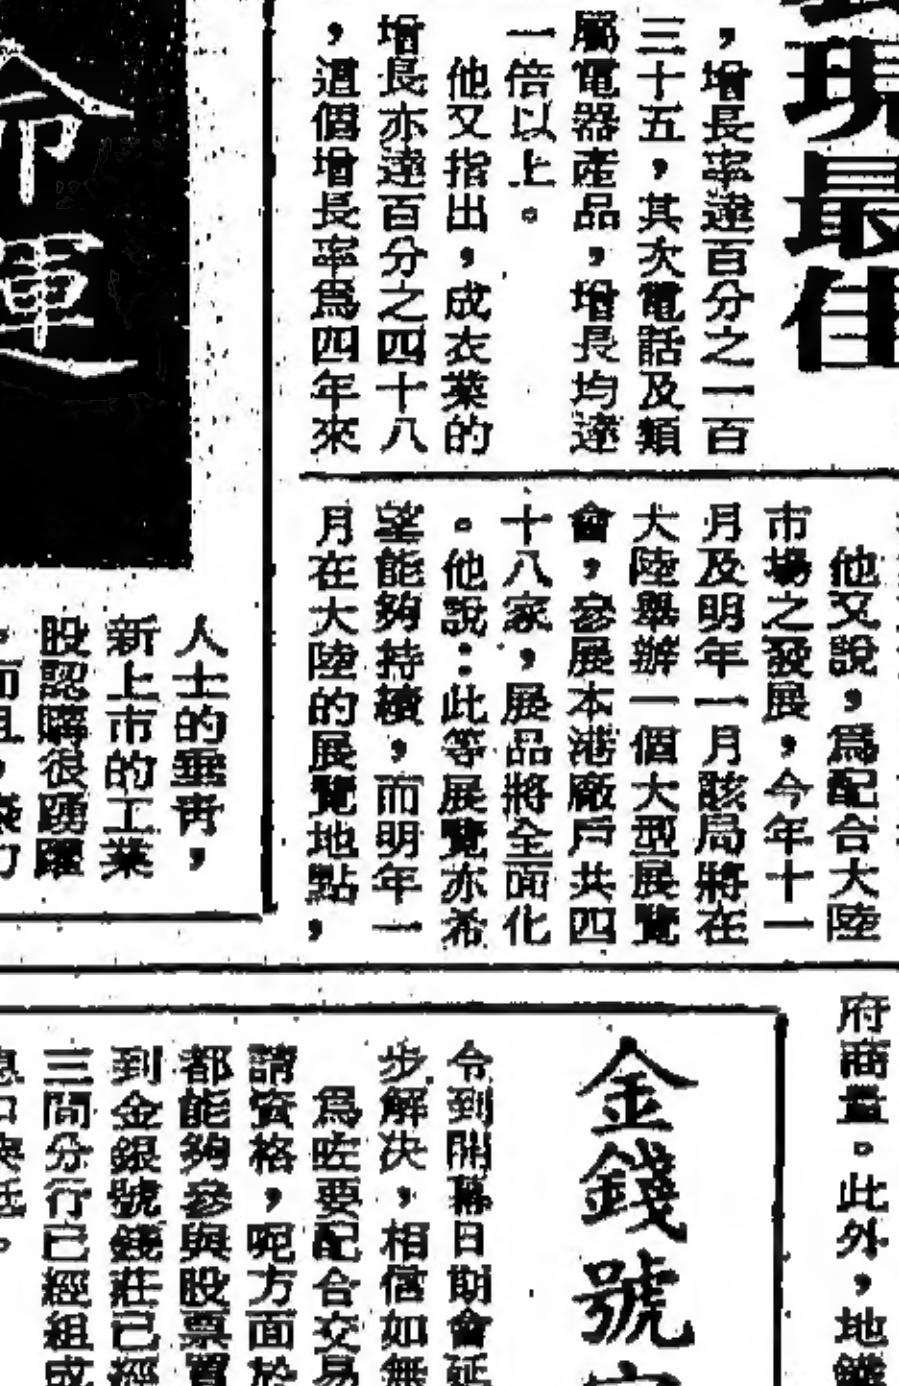 現最佳
，增長率達百分之一百
三十五，其次電話及類
屬電器產品，增長均達
一倍以上。
他又指出，成衣業的
增長亦達百分之四十八
，這個增長率爲四年來
他又說，爲配合大陸
市場之發展，今年十一
月及明年一月該局將在
大陸舉辦一個大型展覽
會，參展本港廠戶共四
十八家，展品將全面化
。他說：此等展覽亦希
望能夠持續，而明年一
月在大陸的展覽地點，
命運
人士的垂青，
新上市的工業
股認購很踴躍
府商量。此外，地鐵
金錢號
令到開幕日期會延
步解決，相信如無
爲咗要配合交易
請資格，呢方面於
都能夠參與股票買
到金銀號錢莊已經
三間分行已經組成